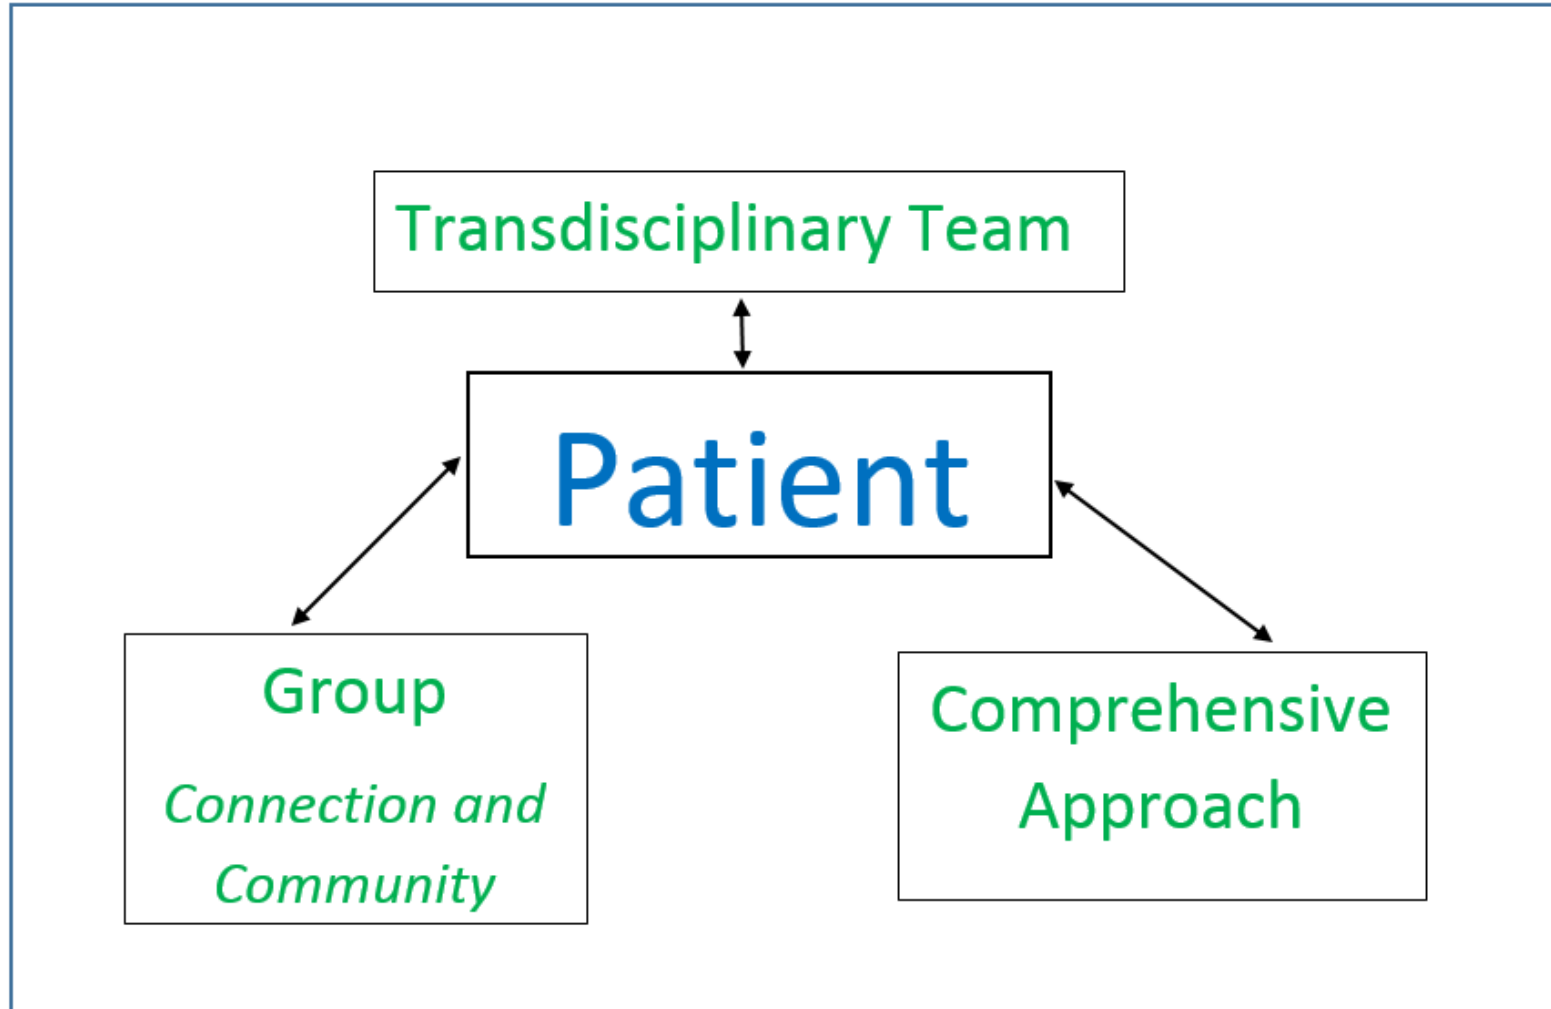 Transdisciplinary Team
Patient
Group
Connection and
Community
Comprehensive
Approach